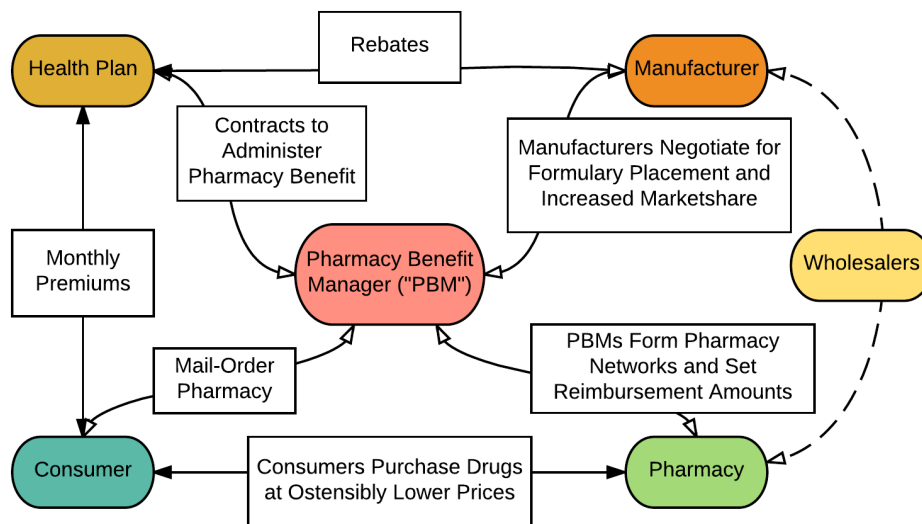 Rebates
Health Plan
Manufacturer
Contracts to
Administer
Pharmacy Benefit
Manufacturers Negotiate for
Formulary Placement and
Increased Marketshare
Monthly
Premiums
Pharmacy Benefit
Manager ("PBM")
Wholesalers
Mail-Order
Pharmacy
PBMs Form Pharmacy
Networks and Set
Reimbursement Amounts
Consumer
Consumers Purchase Drugs
at Ostensibly Lower Prices
Pharmacy